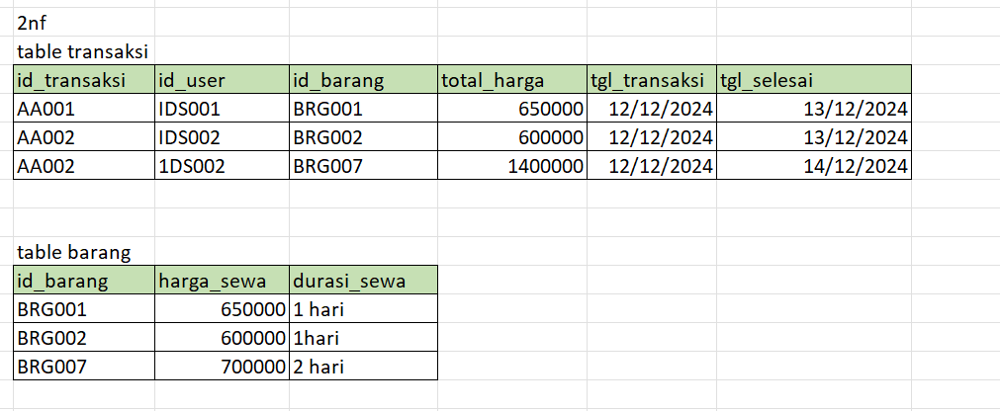 2nf
table transaksi
id_transaksi id_user id_barang total_harga tgl_transaksi tgl_selesai
AA001 IDS001 BRG001 650000 12/12/2024 13/12/2024
AA002 IDS002 BRG002 600000 12/12/2024 13/12/2024
AA002 1DS002 BRG007 1400000 12/12/2024 14/12/2024
table barang
id_barang harga_sewa durasi_sewa
BRG001 650000 1 hari
BRG002 600000 1hari
BRG007 700000 2 hari